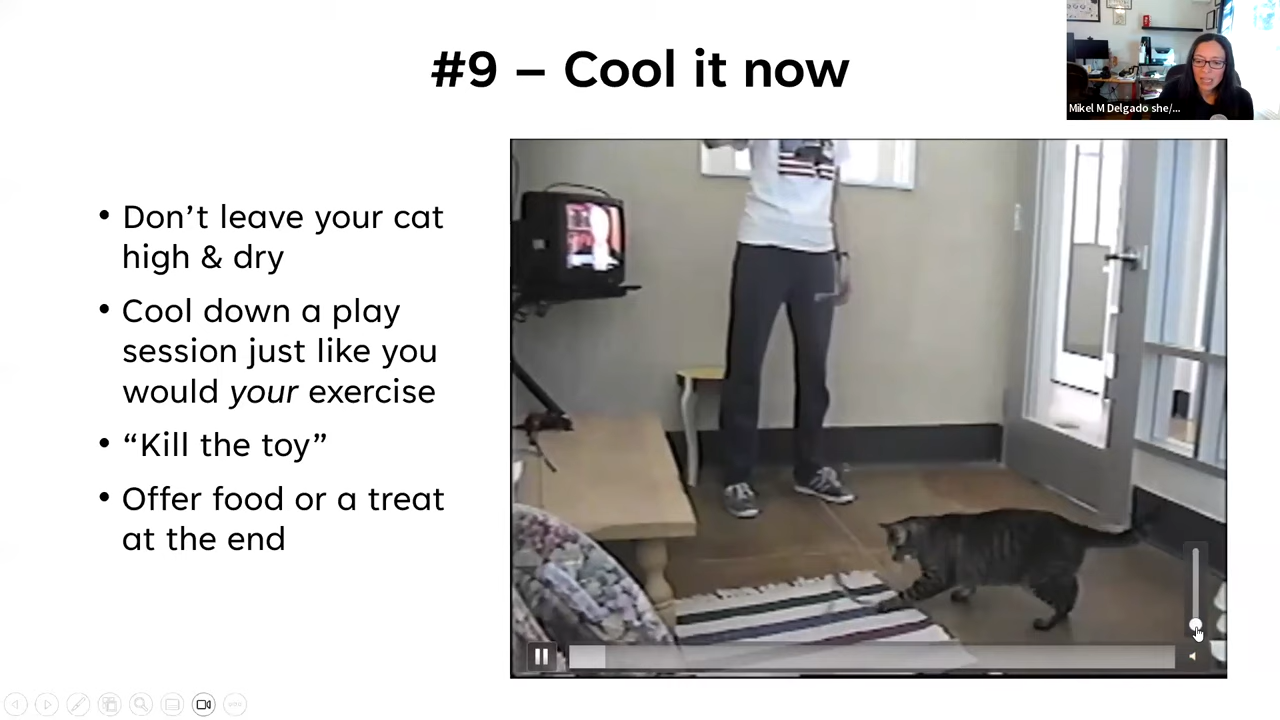 #9 – Cool it now
Mikel M Delgado she/...
• Don’t leave your cat
high & dry
• Cool down a play
session just like you
would your exercise
• “Kill the toy”
• Offer food or a treat
at the end